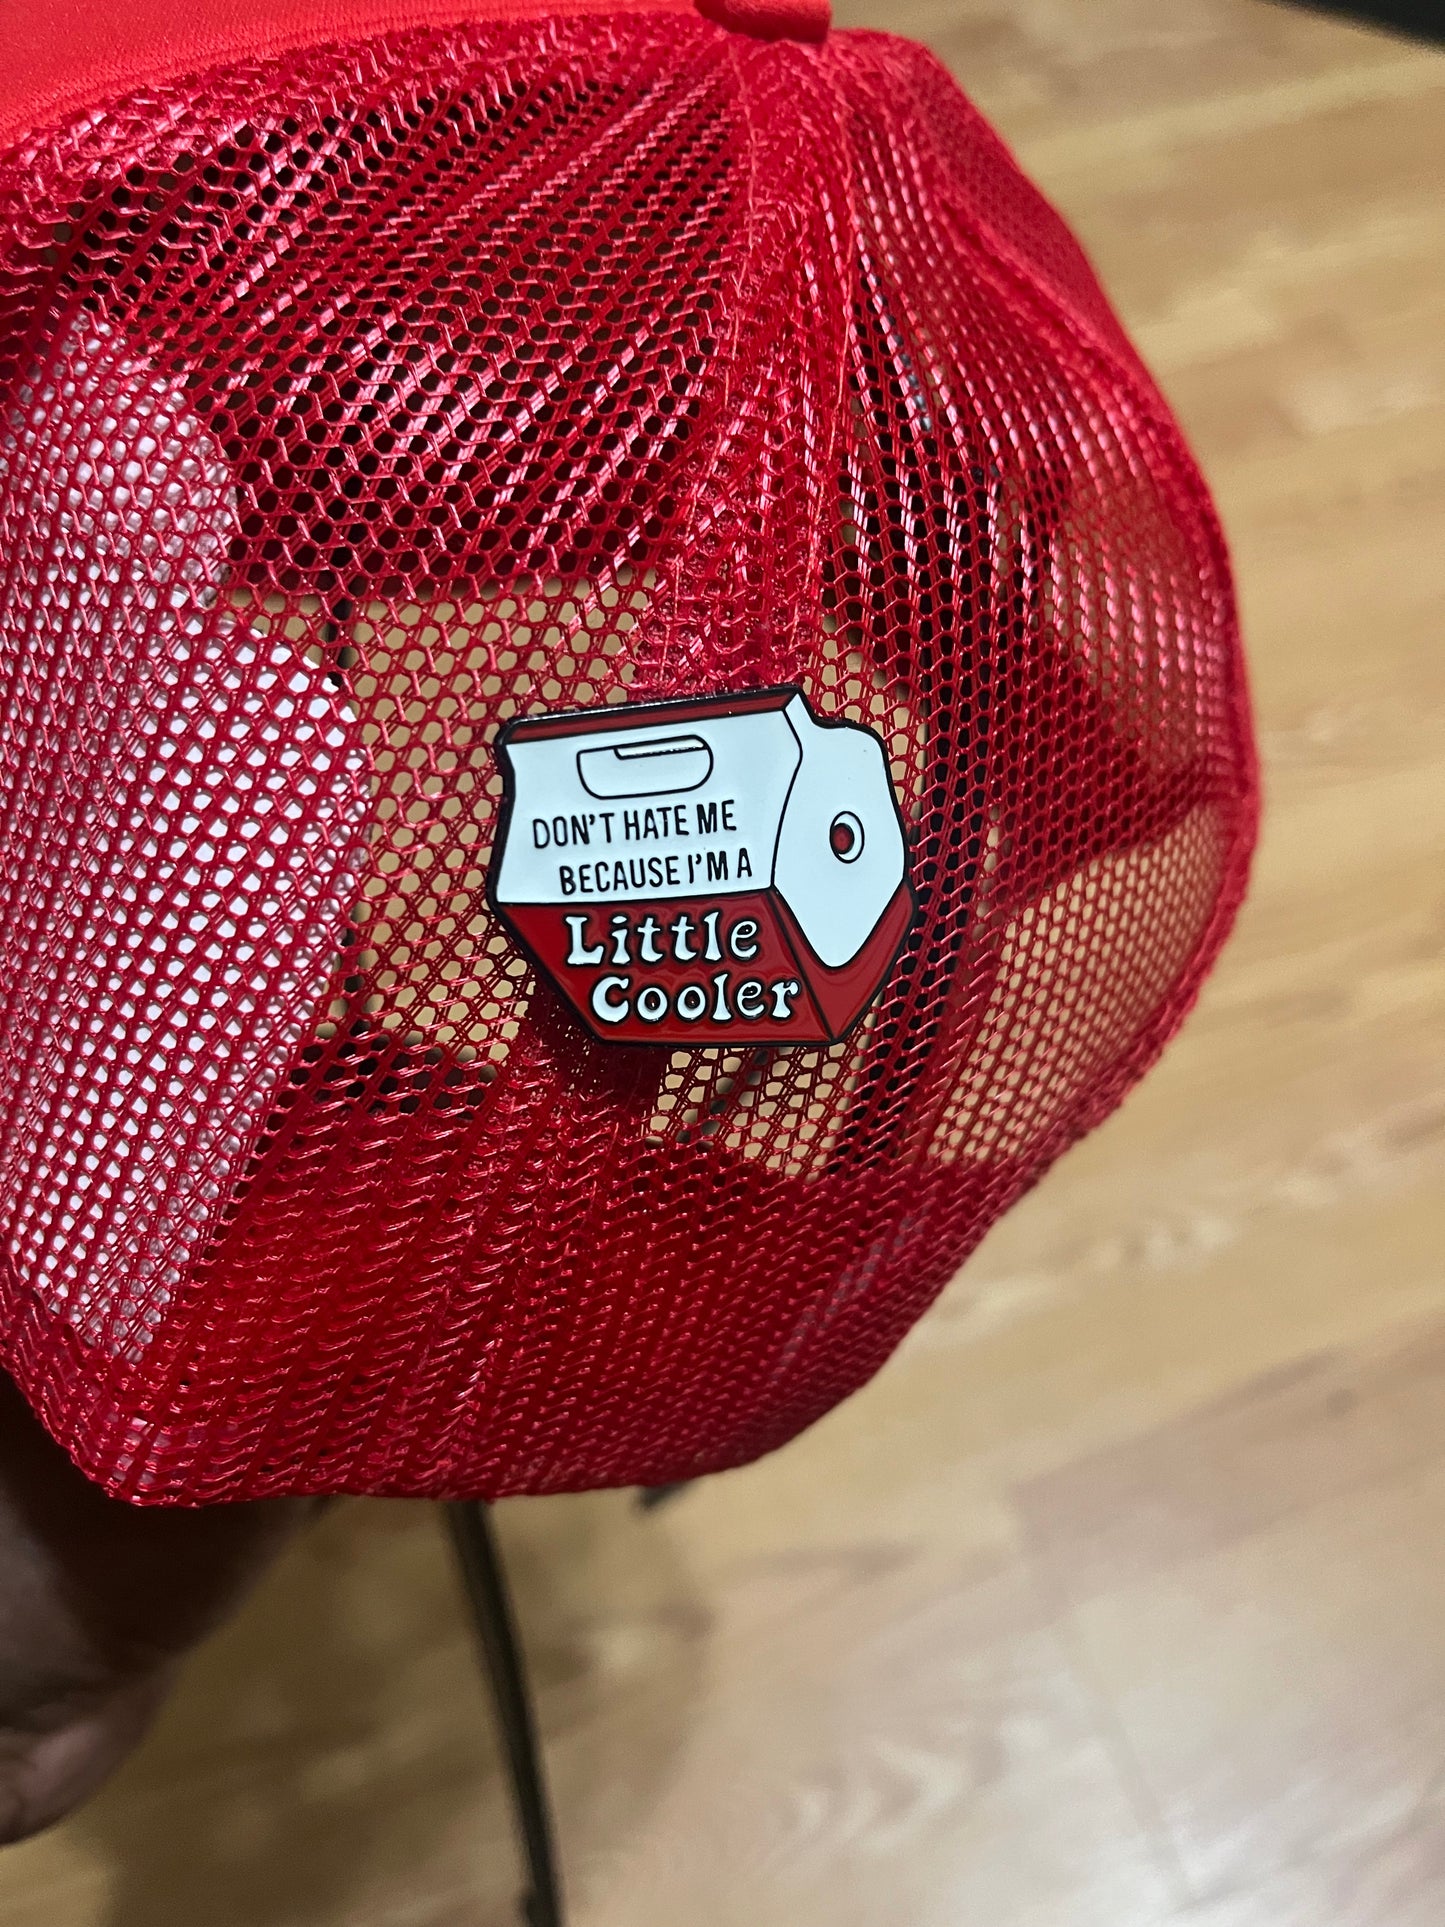 DON'T HATE ME
BECAUSE I'M A
Little
Cooler